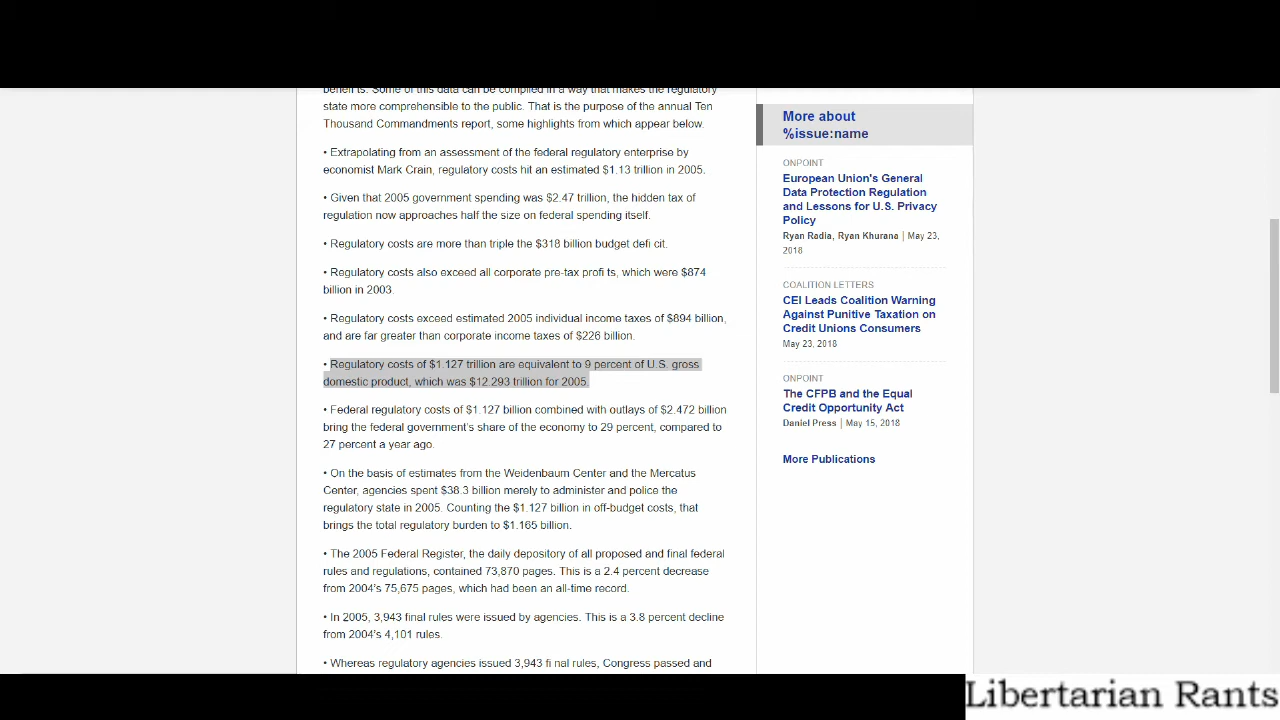 benefits. Some of this data can be compiled in a way that makes the regulatory
state more comprehensible to the public. That is the purpose of the annual Ten
Thousand Commandments report, some highlights from which appear below.
• Extrapolating from an assessment of the federal regulatory enterprise by
economist Mark Crain, regulatory costs hit an estimated $1.13 trillion in 2005.
• Given that 2005 government spending was $2.47 trillion, the hidden tax of
regulation now approaches half the size on federal spending itself.
• Regulatory costs are more than triple the $318 billion budget defi cit.
• Regulatory costs also exceed all corporate pre-tax profi ts, which were $874
billion in 2003.
• Regulatory costs exceed estimated 2005 individual income taxes of $894 billion,
and are far greater than corporate income taxes of $226 billion.
• Regulatory costs of $1.127 trillion are equivalent to 9 percent of U.S. gross
domestic product, which was $12.293 trillion for 2005.
• Federal regulatory costs of $1.127 billion combined with outlays of $2.472 billion
bring the federal government's share of the economy to 29 percent, compared to
27 percent a year ago.
• On the basis of estimates from the Weidenbaum Center and the Mercatus
Center, agencies spent $38.3 billion merely to administer and police the
regulatory state in 2005. Counting the $1.127 billion in off-budget costs, that
brings the total regulatory burden to $1.165 billion.
• The 2005 Federal Register, the daily depository of all proposed and final federal
rules and regulations, contained 73,870 pages. This is a 2.4 percent decrease
from 2004's 75,675 pages, which had been an all-time record.
• In 2005, 3,943 final rules were issued by agencies. This is a 3.8 percent decline
from 2004's 4,101 rules.
• Whereas regulatory agencies issued 3,943 fi nal rules, Congress passed and
More about
%issue:name
ONPOINT
European Union's General
Data Protection Regulation
and Lessons for U.S. Privacy
Policy
Ryan Radia, Ryan Khurana | May 23,
2018
COALITION LETTERS
CEI Leads Coalition Warning
Against Punitive Taxation on
Credit Unions Consumers
May 23, 2018
ONPOINT
The CFPB and the Equal
Credit Opportunity Act
Daniel Press | May 15, 2018
More Publications
Libertarian Rants